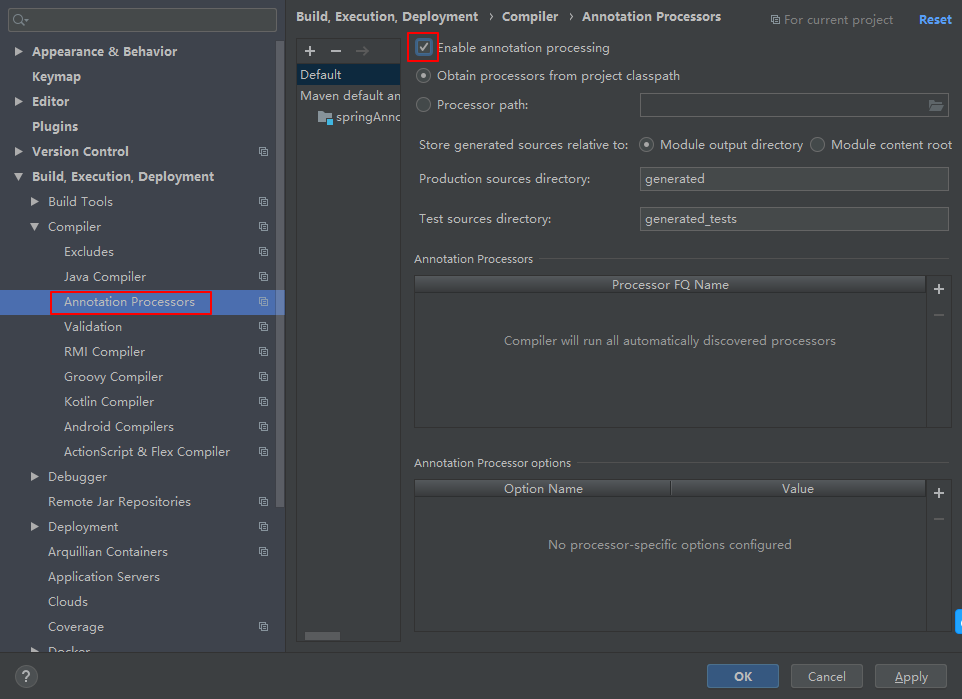 Appearance & Behavior
Keymap
Editor
Plugins
Version Control
Build, Execution, Deployment
Build Tools
Compiler
Excludes
Java Compiler
Annotation Processors
Validation
RMI Compiler
Groovy Compiler
Kotlin Compiler
Android Compilers
ActionScript & Flex Compiler
Debugger
Remote Jar Repositories
Deployment
Arquillian Containers
Application Servers
Clouds
Coverage
Docker
Build, Execution, Deployment › Compiler › Annotation Processors
For current project
Reset
Default
Maven default an
springAnno
Enable annotation processing
Obtain processors from project classpath
Processor path:
Store generated sources relative to: Module output directory Module content root
Production sources directory: generated
Test sources directory: generated_tests
Annotation Processors
Processor FQ Name
Compiler will run all automatically discovered processors
Annotation Processor options
Option Name Value
No processor-specific options configured
?
OK Cancel Apply